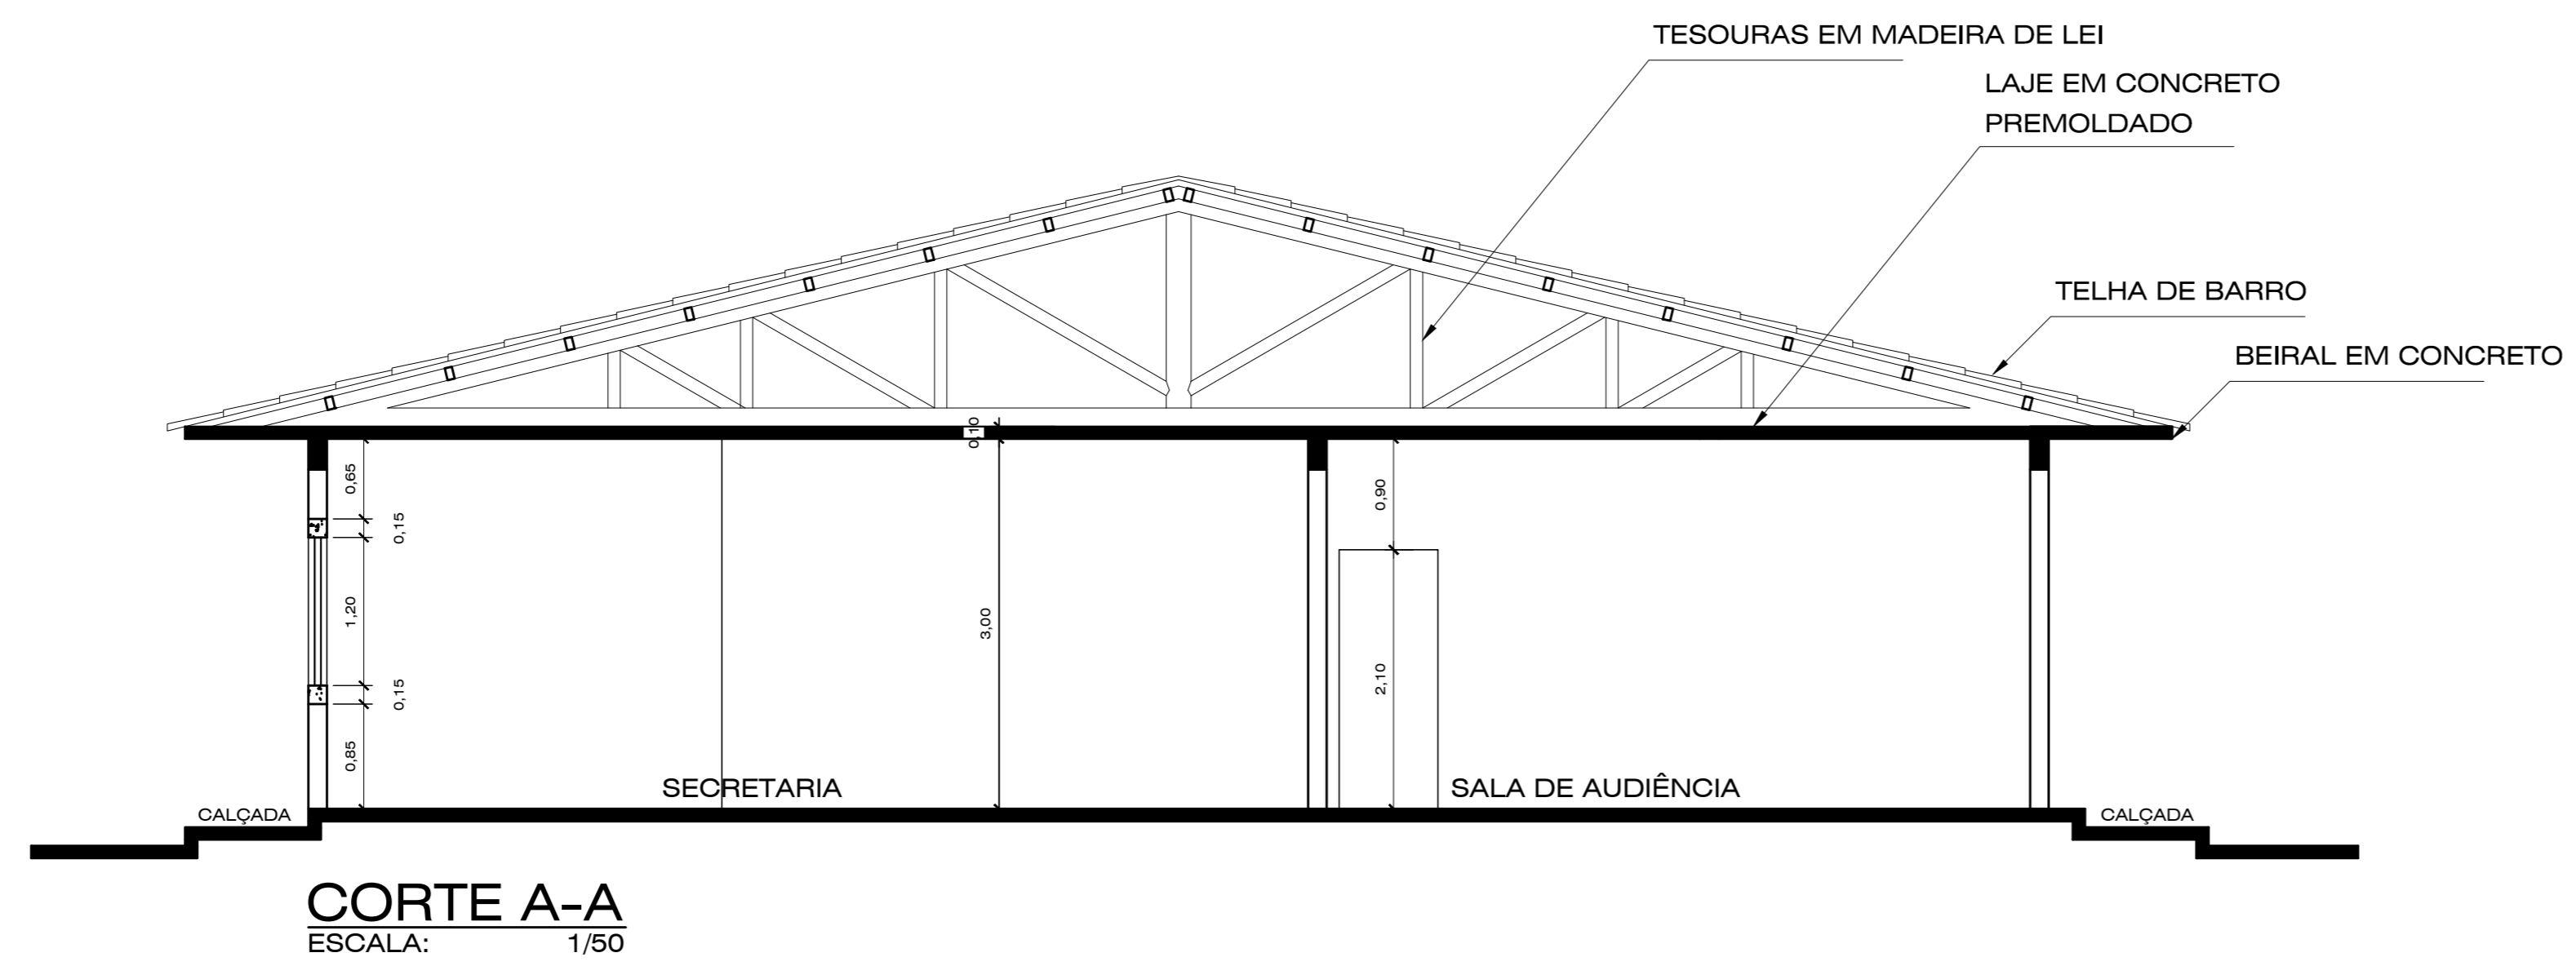 TESOURAS EM MADEIRA DE LEI
LAJE EM CONCRETO
PREMOLDADO
TELHA DE BARRO
BEIRAL EM CONCRETO
0,10
0,65
0,15
0,90
1,20
3,00
2,10
0,15
0,85
SECRETARIA
SALA DE AUDIÊNCIA
CALÇADA
CALÇADA
CORTE A-A
ESCALA: 1/50